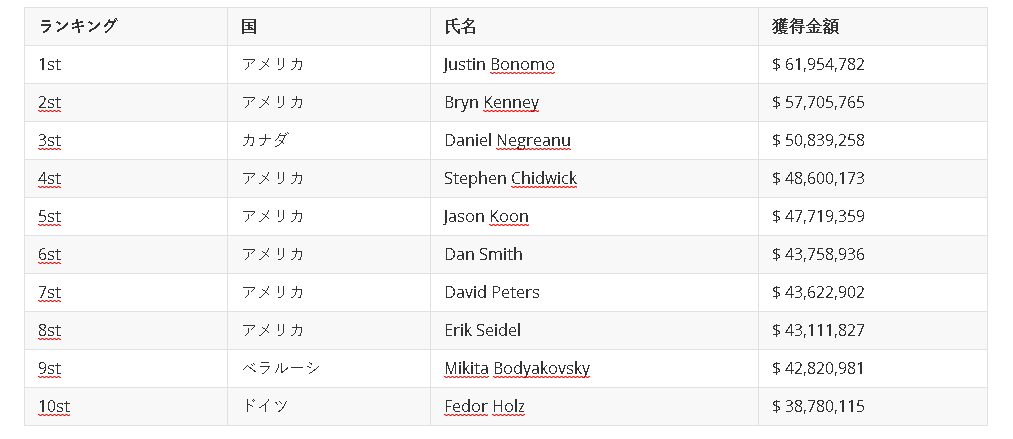 ランキング 国 氏名 獲得金額
1st アメリカ Justin Bonomo $ 61,954,782
2st アメリカ Bryn Kenney $ 57,705,765
3st カナダ Daniel Negreanu $ 50,839,258
4st アメリカ Stephen Chidwick $ 48,600,173
5st アメリカ Jason Koon $ 47,719,359
6st アメリカ Dan Smith $ 43,758,936
7st アメリカ David Peters $ 43,622,902
8st アメリカ Erik Seidel $ 43,111,827
9st ベラルーシ Mikita Bodyakovsky $ 42,820,981
10st ドイツ Fedor Holz $ 38,780,115